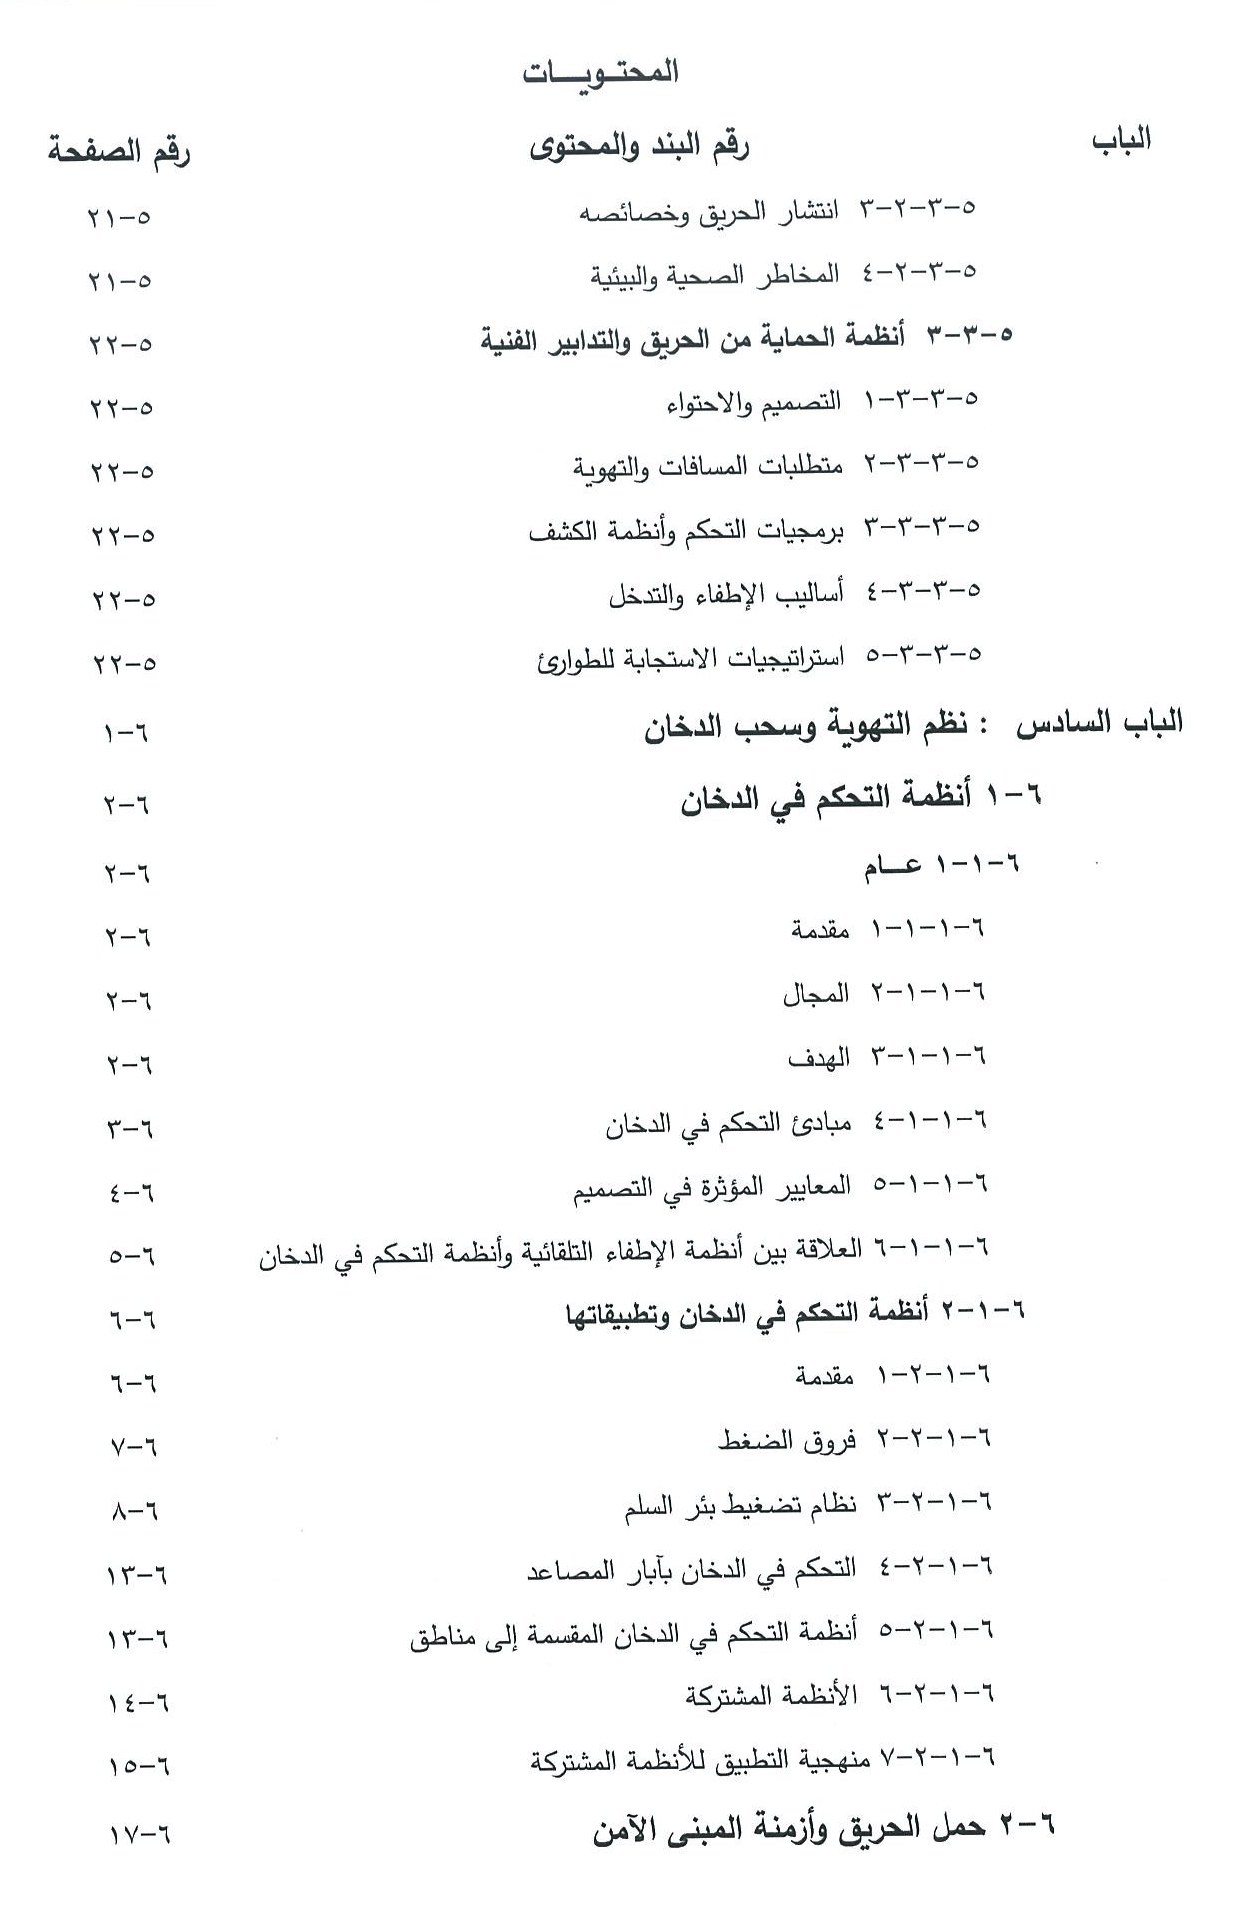 المحتويات
الباب رقم البند والمحتوى رقم الصفحة
٥-٣-٢-٣ انتشار الحريق وخصائصه ٥-٢١
٥-٣-٢-٤ المخاطر الصحية والبيئية ٥-٢١
٥-٣-٣ أنظمة الحماية من الحريق والتدابير الفنية ٥-٢٢
٥-٣-٣-١ التصميم والاحتواء ٥-٢٢
٥-٣-٣-٢ متطلبات المسافات والتهوية ٥-٢٢
٥-٣-٣-٣ برمجيات التحكم وأنظمة الكشف ٥-٢٢
٥-٣-٣-٤ أساليب الإطفاء والتدخل ٥-٢٢
٥-٣-٣-٥ استراتيجيات الاستجابة للطوارئ ٥-٢٢
الباب السادس : نظم التهوية وسحب الدخان ٦-١
٦-١ أنظمة التحكم في الدخان ٦-٢
٦-١-١ عـــام ٦-٢
٦-١-١-١ مقدمة ٦-٢
٦-١-١-٢ المجال ٦-٢
٦-١-١-٣ الهدف ٦-٢
٦-١-١-٤ مبادئ التحكم في الدخان ٦-٣
٦-١-١-٥ المعايير المؤثرة في التصميم ٦-٤
٦-١-١-٦ العلاقة بين أنظمة الإطفاء التلقائية وأنظمة التحكم في الدخان ٦-٥
٦-١-٢ أنظمة التحكم في الدخان وتطبيقاتها ٦-٦
٦-١-٢-١ مقدمة ٦-٦
٦-١-٢-٢ فروق الضغط ٦-٧
٦-١-٢-٣ نظام تضغيط بئر السلم ٦-٨
٦-١-٢-٤ التحكم في الدخان بآبار المصاعد ٦-١٣
٦-١-٢-٥ أنظمة التحكم في الدخان المقسمة إلى مناطق ٦-١٣
٦-١-٢-٦ الأنظمة المشتركة ٦-١٤
٦-١-٢-٧ منهجية التطبيق للأنظمة المشتركة ٦-١٥
٦-٢ حمل الحريق وأزمنة المبنى الآمن ٦-١٧